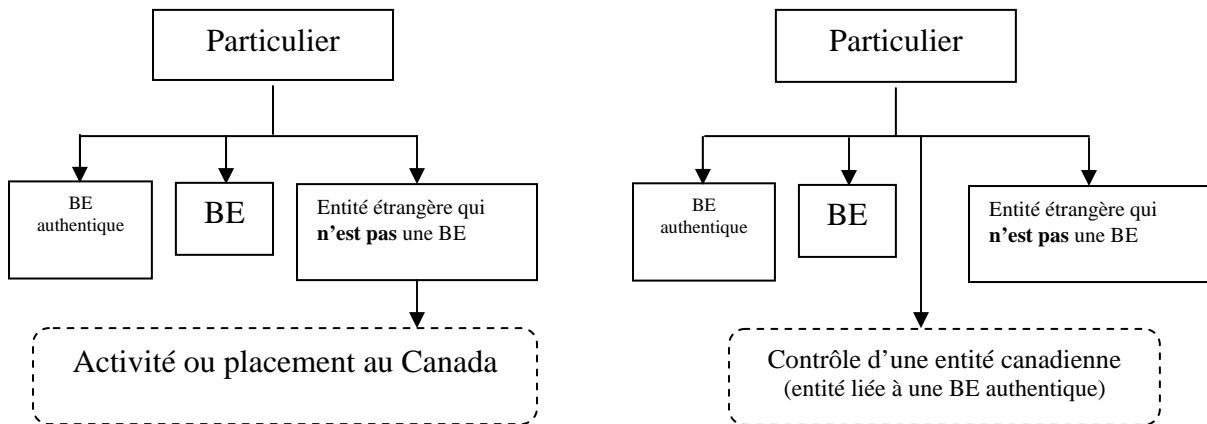 Particulier
BE
authentique
BE
Entité étrangère qui
n'est pas une BE
Activité ou placement au Canada
Particulier
BE
authentique
BE
Entité étrangère qui
n'est pas une BE
Contrôle d'une entité canadienne
(entité liée à une BE authentique)